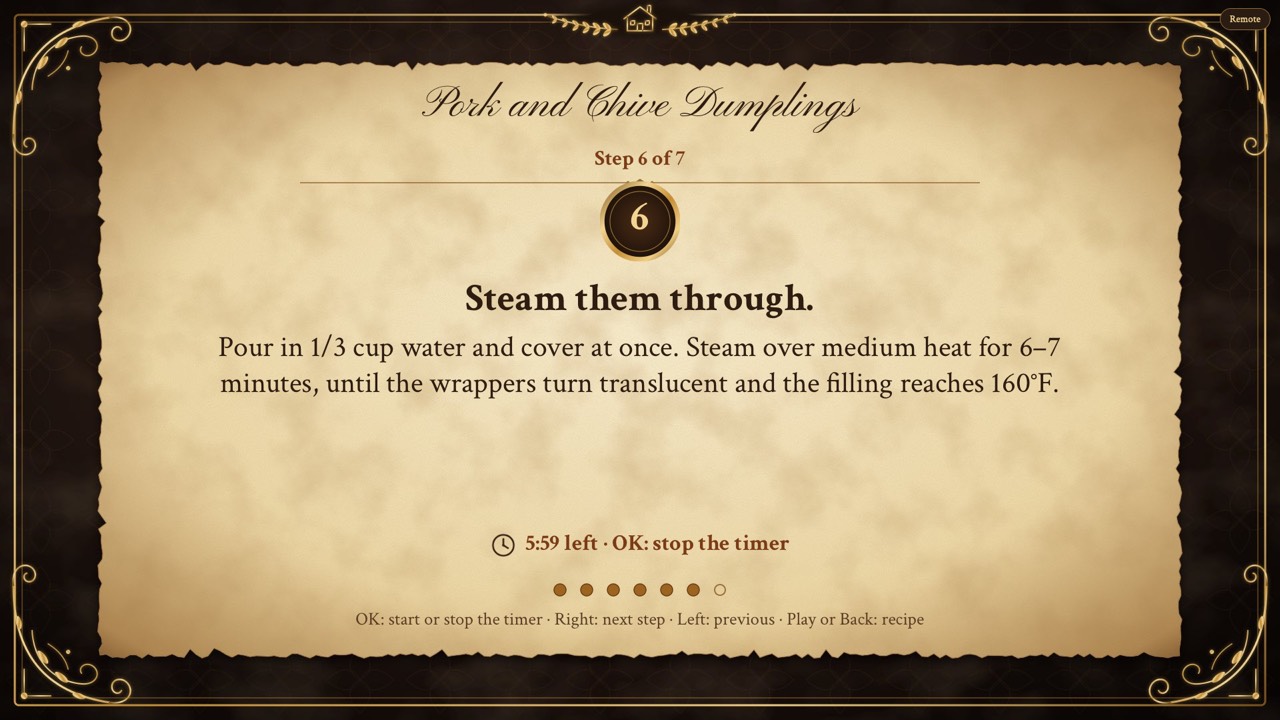 Remote
Pork and Chive Dumplings
Step 6 of 7
6
Steam them through.
Pour in 1/3 cup water and cover at once. Steam over medium heat for 6–7
minutes, until the wrappers turn translucent and the filling reaches 160°F.
5:59 left · OK: stop the timer
OK: start or stop the timer · Right: next step · Left: previous · Play or Back: recipe